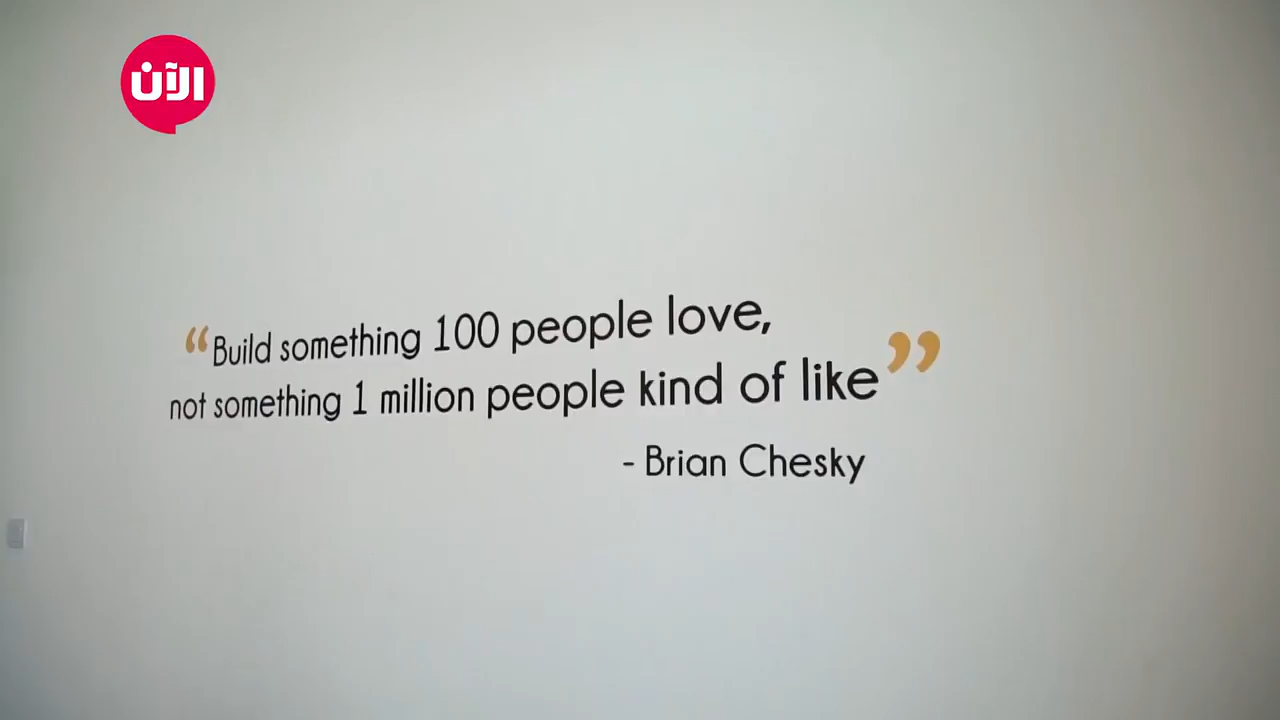 الآن
“Build something 100 people love,
not something 1 million people kind of like”
- Brian Chesky